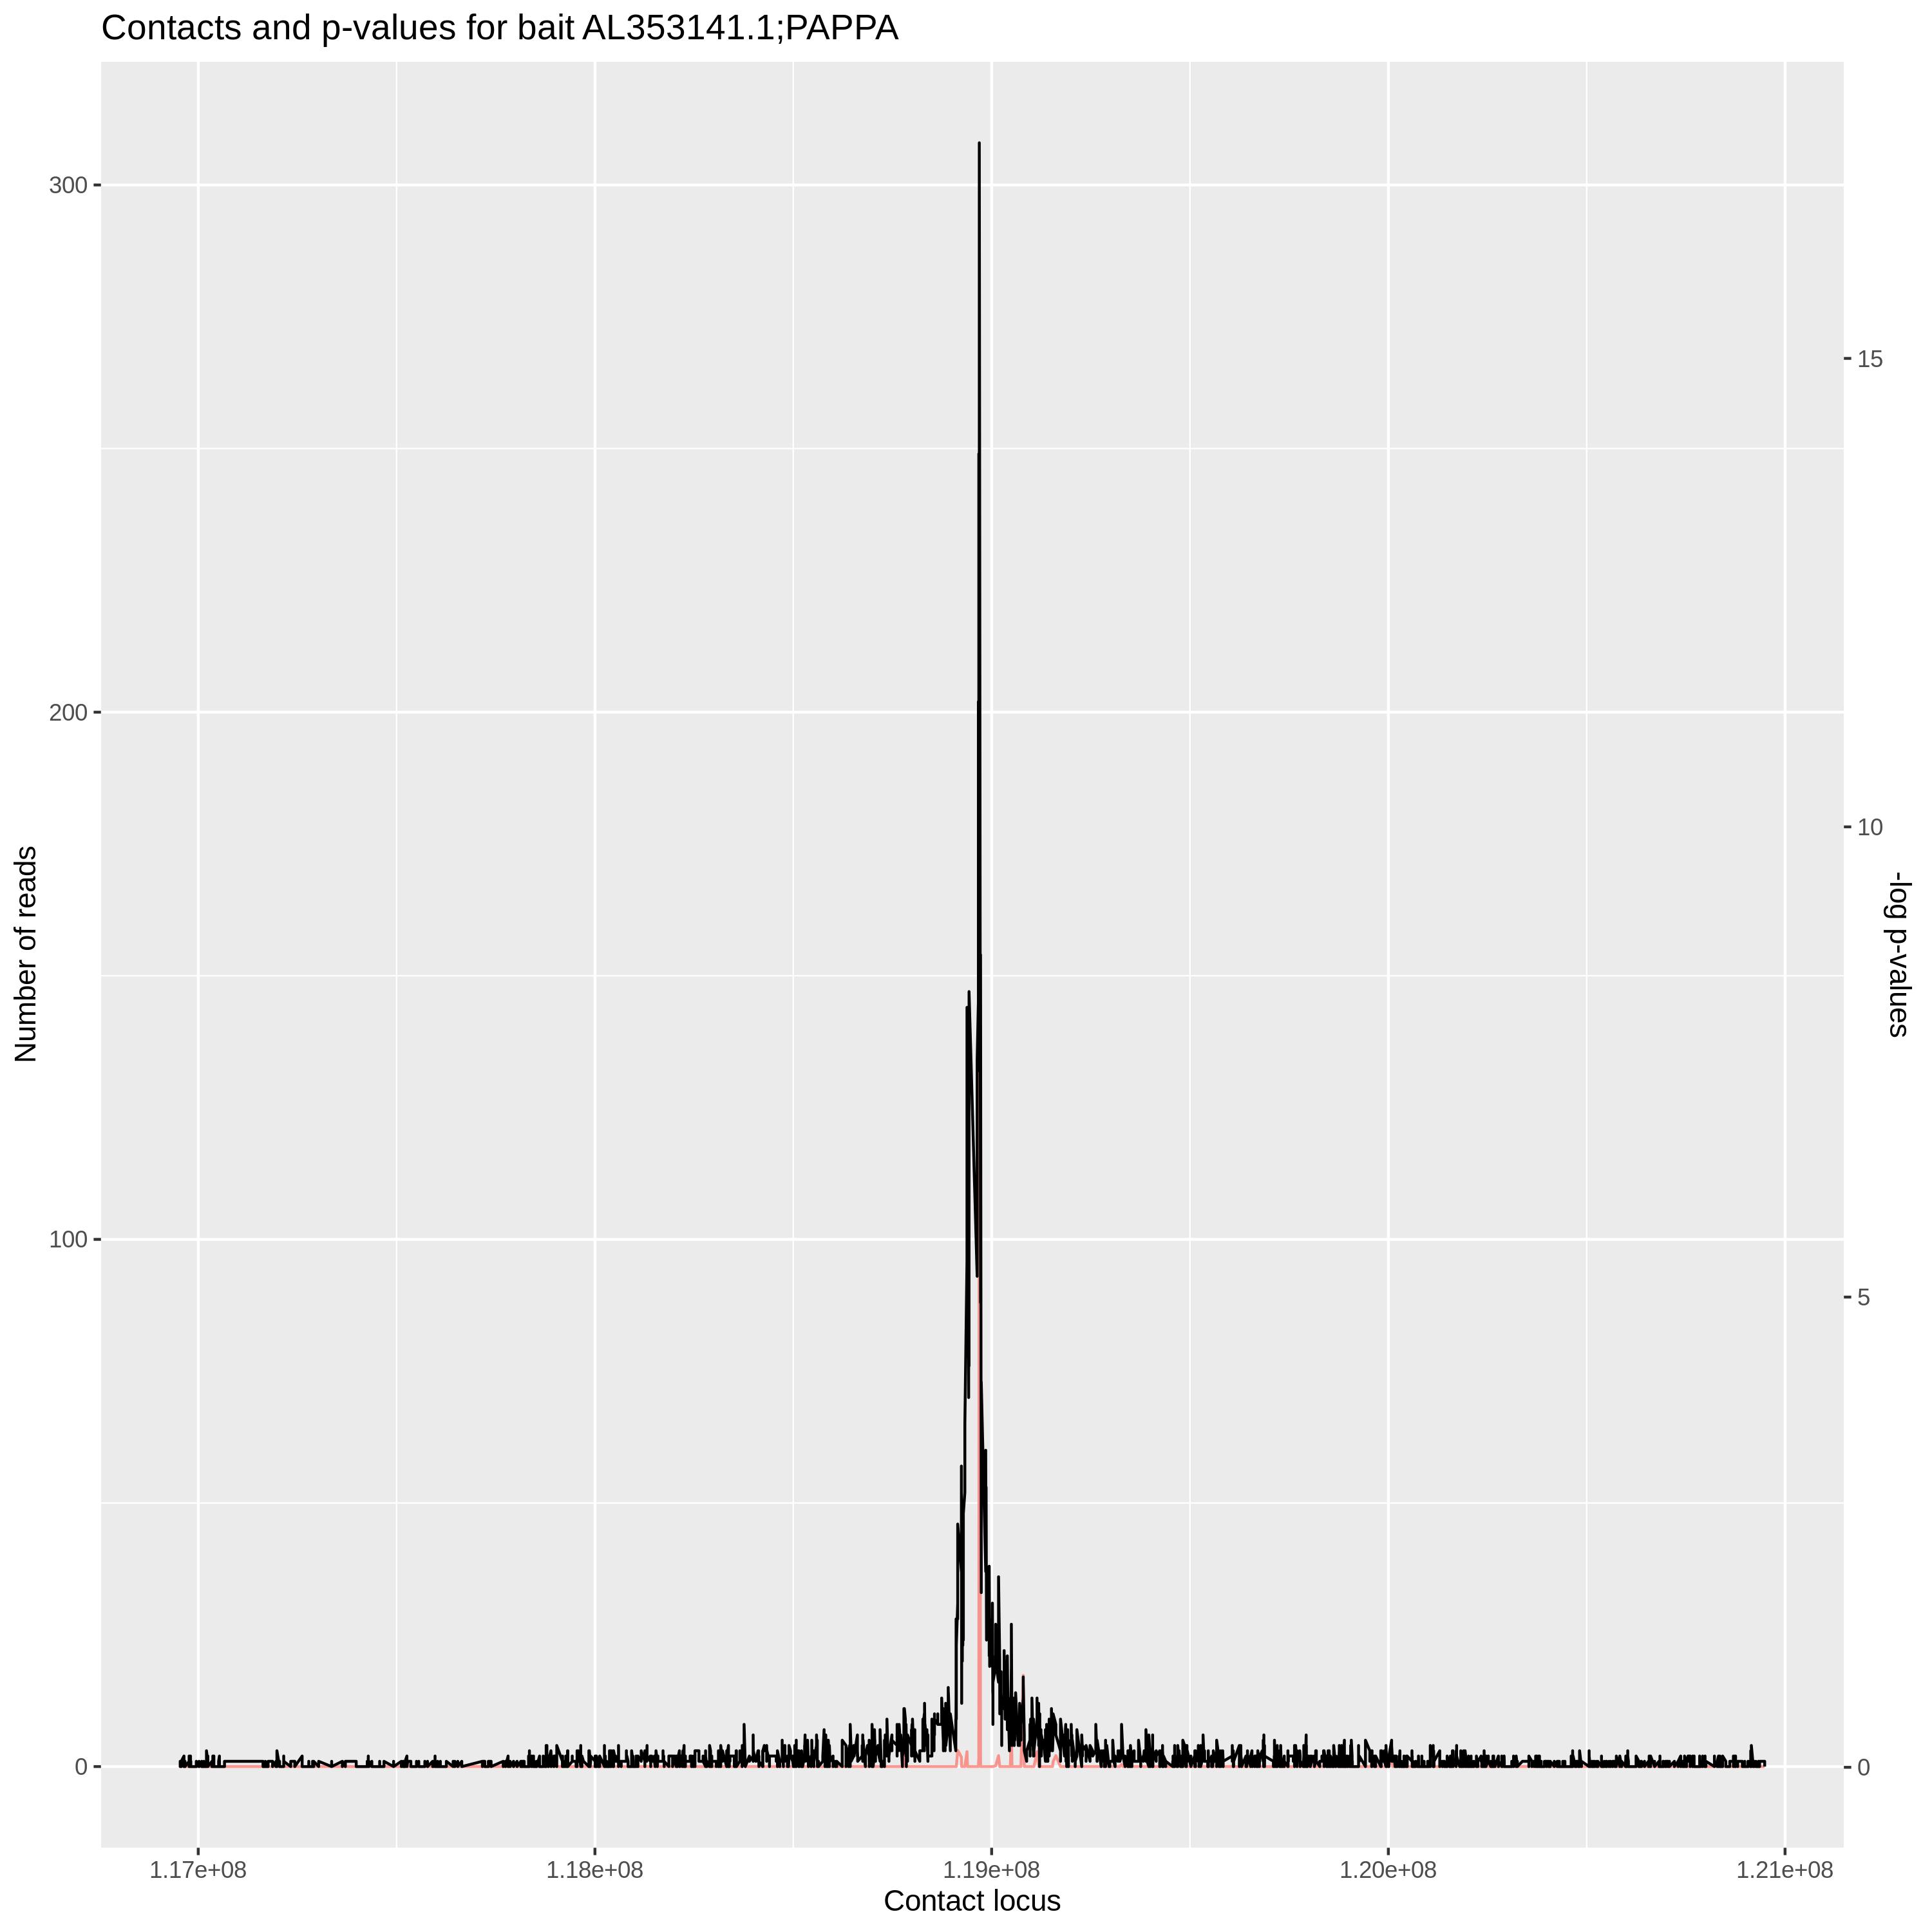 Contacts and p-values for bait AL353141.1;PAPPA
300
200
100
0
Number of reads
15
10
5
0
-log p-values
1.17e+08
1.18e+08
1.19e+08
1.20e+08
1.21e+08
Contact locus